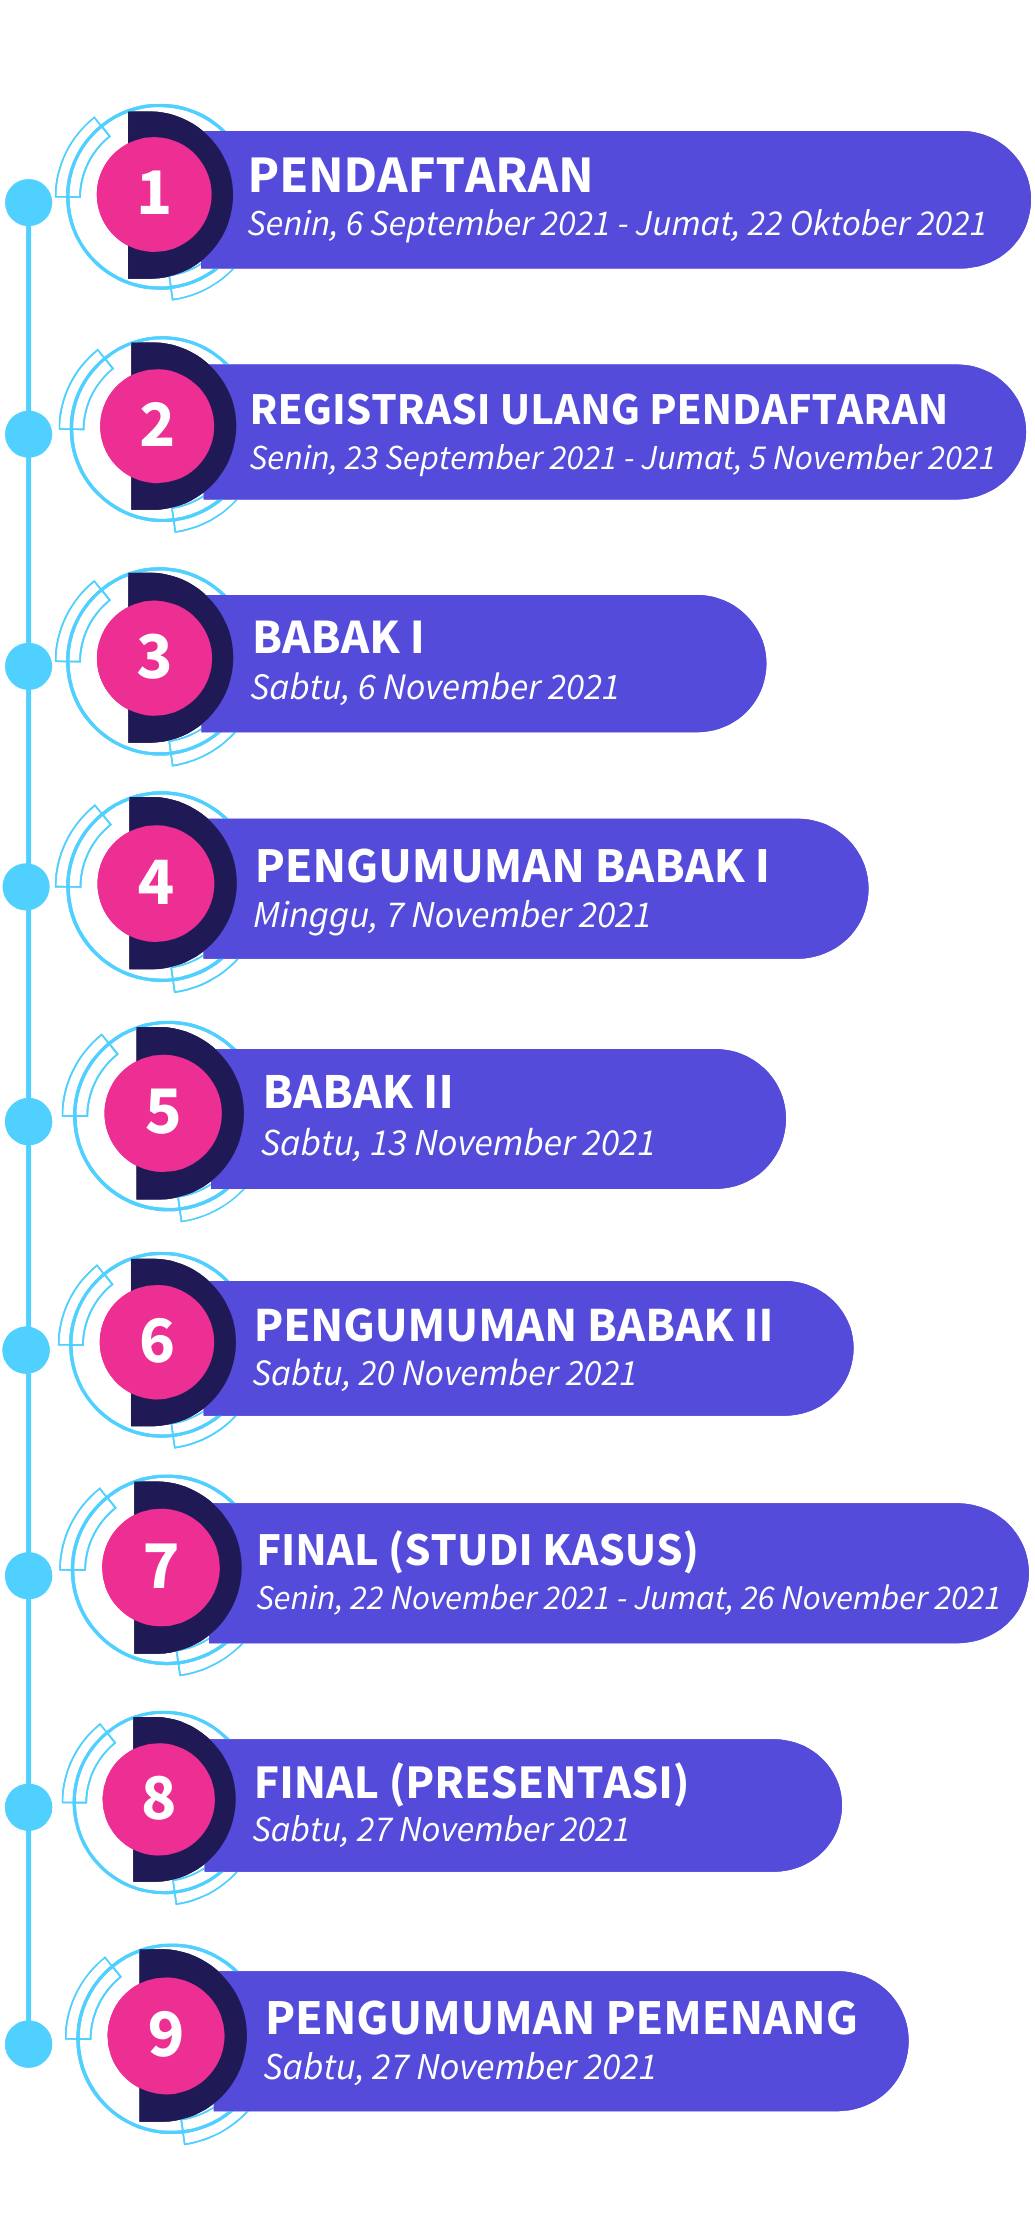 1
PENDAFTARAN
Senin, 6 September 2021 - Jumat, 22 Oktober 2021
2
REGISTRASI ULANG PENDAFTARAN
Senin, 23 September 2021 - Jumat, 5 November 2021
3
BABAK I
Sabtu, 6 November 2021
4
PENGUMUMAN BABAK I
Minggu, 7 November 2021
5
BABAK II
Sabtu, 13 November 2021
6
PENGUMUMAN BABAK II
Sabtu, 20 November 2021
7
FINAL (STUDI KASUS)
Senin, 22 November 2021 - Jumat, 26 November 2021
8
FINAL (PRESENTASI)
Sabtu, 27 November 2021
9
PENGUMUMAN PEMENANG
Sabtu, 27 November 2021